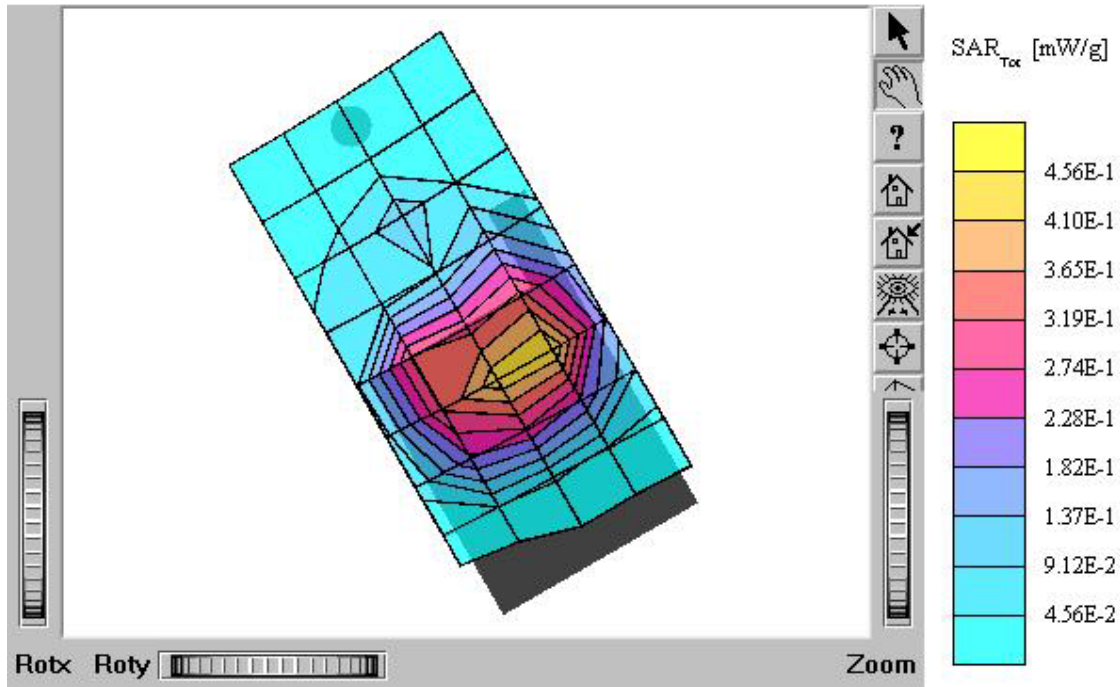 SAR_Tot [mW/g]
?
4.56E-1
4.10E-1
3.65E-1
3.19E-1
2.74E-1
2.28E-1
1.82E-1
1.37E-1
9.12E-2
4.56E-2
Rotx Roty Zoom